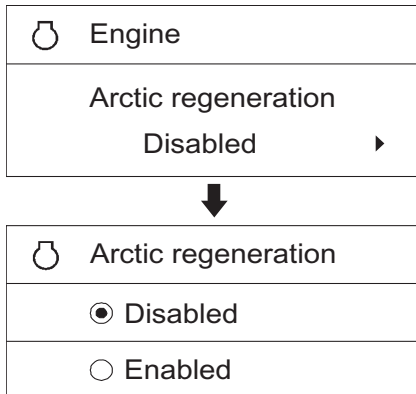 Engine
Arctic regeneration
Disabled
Arctic regeneration
Disabled
Enabled